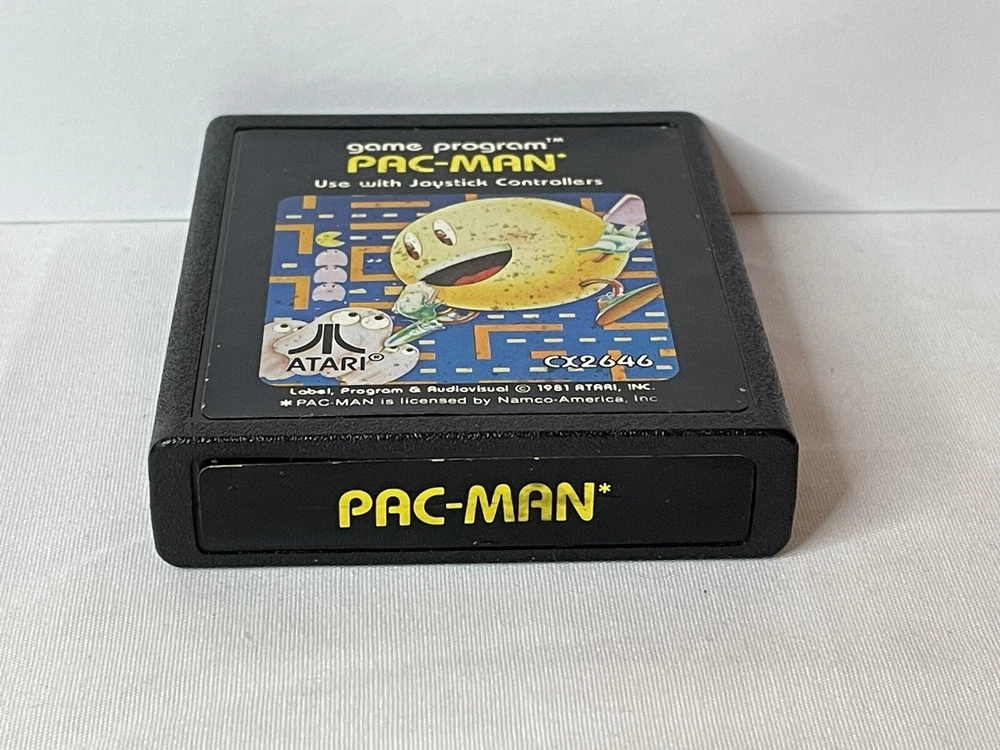 game program™
PAC-MAN*
Use with Joystick Controllers
ATARI®
CX2646
Label, Program & Audiovisual © 1981 ATARI, INC.
* PAC-MAN is licensed by Namco-America, Inc
PAC-MAN*